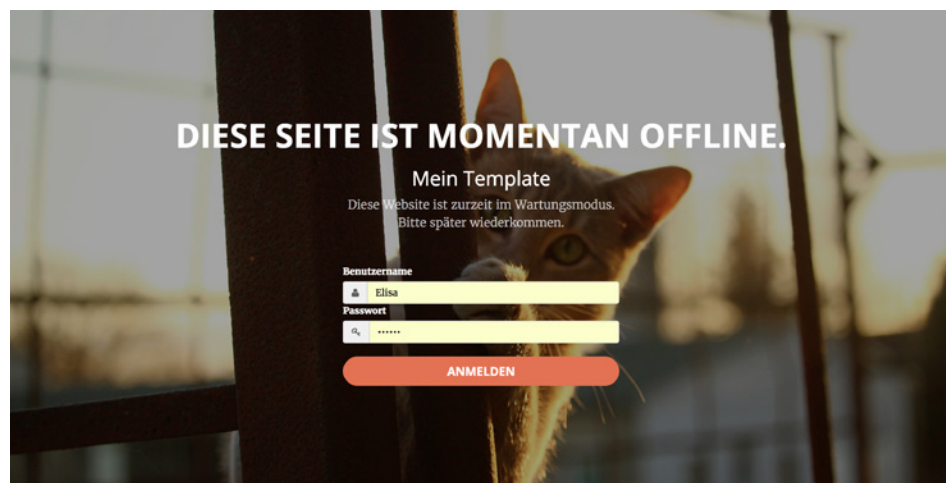 DIESE SEITE IST MOMENTAN OFFLINE.
Mein Template
Diese Website ist zurzeit im Wartungsmodus.
Bitte später wiederkommen.
Benutzername
Elisa
Passwort
••••••
ANMELDEN